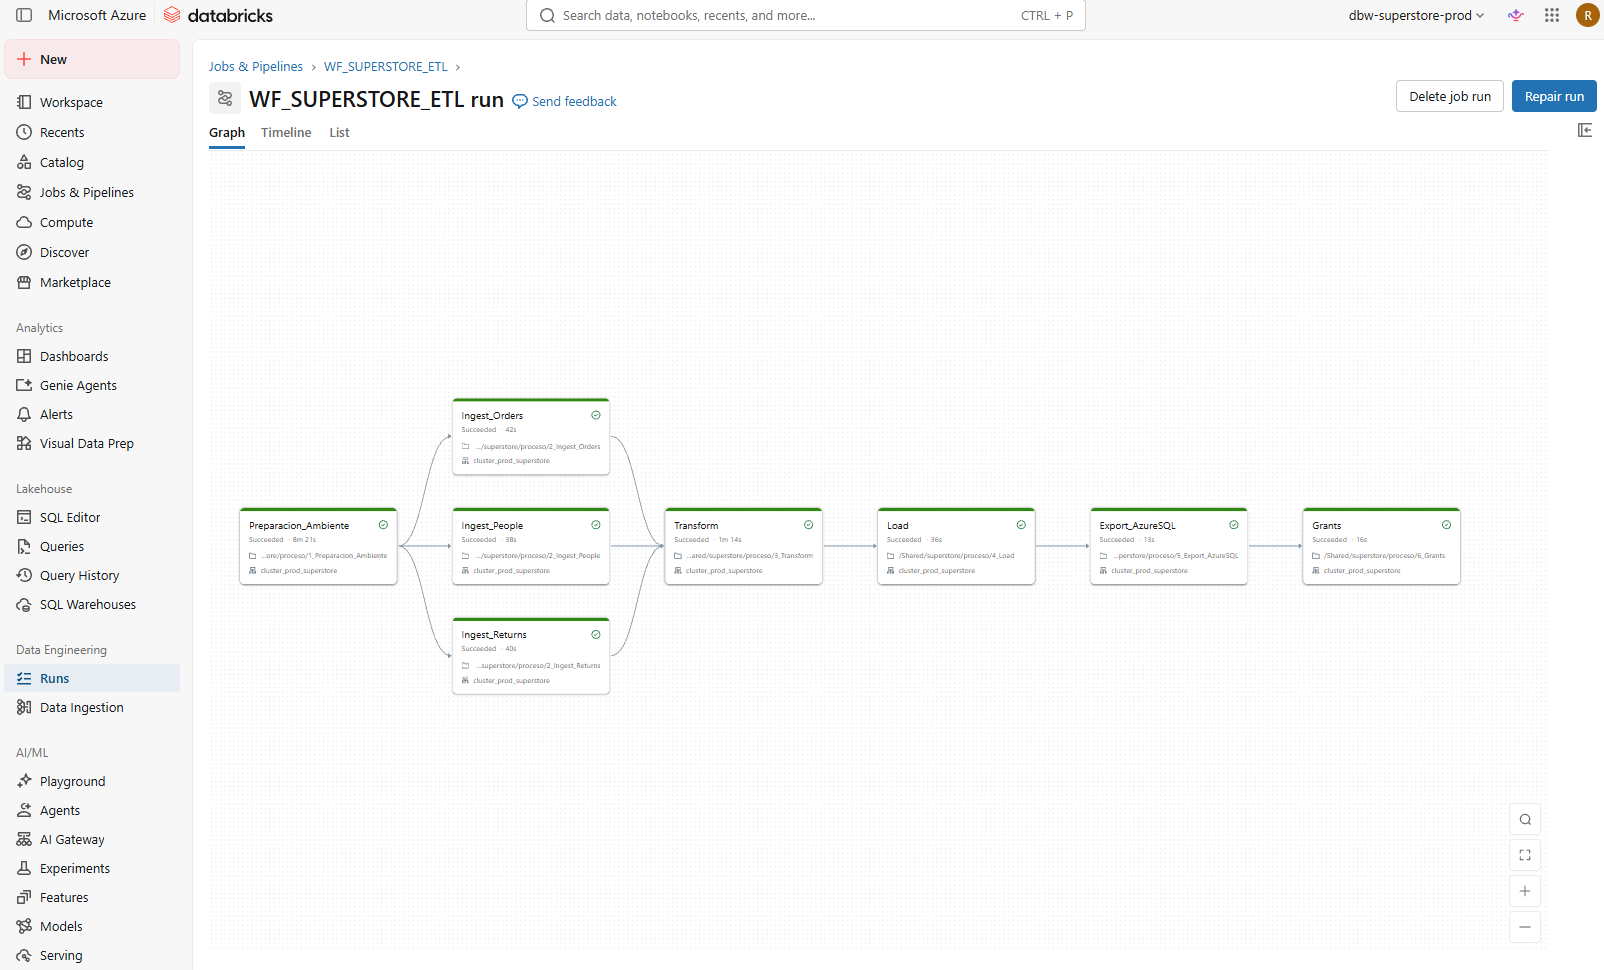 Microsoft Azure
databricks
Search data, notebooks, recents, and more...
CTRL + P
dbw-superstore-prod
R
New
Workspace
Recents
Catalog
Jobs & Pipelines
Compute
Discover
Marketplace
Analytics
Dashboards
Genie Agents
Alerts
Visual Data Prep
Lakehouse
SQL Editor
Queries
Query History
SQL Warehouses
Data Engineering
Runs
Data Ingestion
AI/ML
Playground
Agents
AI Gateway
Experiments
Features
Models
Serving
Jobs & Pipelines › WF_SUPERSTORE_ETL ›
WF_SUPERSTORE_ETL run
Send feedback
Delete job run
Repair run
Graph
Timeline
List
Preparacion_Ambiente
Succeeded · 8m 21s
...ore/proceso/1_Preparacion_Ambiente
cluster_prod_superstore
Ingest_Orders
Succeeded · 42s
.../superstore/proceso/2_Ingest_Orders
cluster_prod_superstore
Ingest_People
Succeeded · 38s
.../superstore/proceso/2_Ingest_People
cluster_prod_superstore
Ingest_Returns
Succeeded · 40s
...superstore/proceso/2_Ingest_Returns
cluster_prod_superstore
Transform
Succeeded · 1m 14s
...ared/superstore/proceso/3_Transform
cluster_prod_superstore
Load
Succeeded · 36s
/Shared/superstore/proceso/4_Load
cluster_prod_superstore
Export_AzureSQL
Succeeded · 13s
...perstore/proceso/5_Export_AzureSQL
cluster_prod_superstore
Grants
Succeeded · 16s
/Shared/superstore/proceso/6_Grants
cluster_prod_superstore